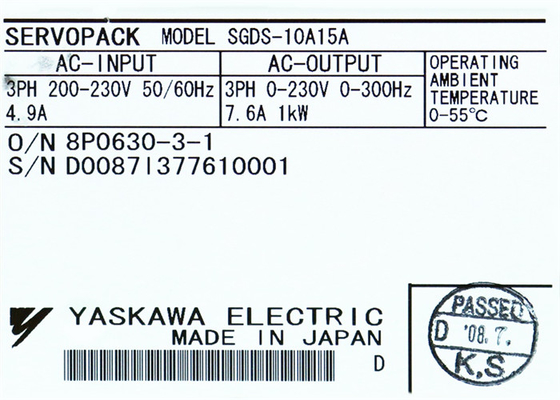 SERVOPACK MODEL SGDS-10A15A
AC-INPUT
3PH 200-230V 50/60Hz
4.9A
AC-OUTPUT
3PH 0-230V 0-300Hz
7.6A 1kW
OPERATING
AMBIENT
TEMPERATURE
0-55℃
O/N 8P0630-3-1
S/N D0087I377610001
YASKAWA ELECTRIC
MADE IN JAPAN
D
PASSED
D '08.7.
K,S